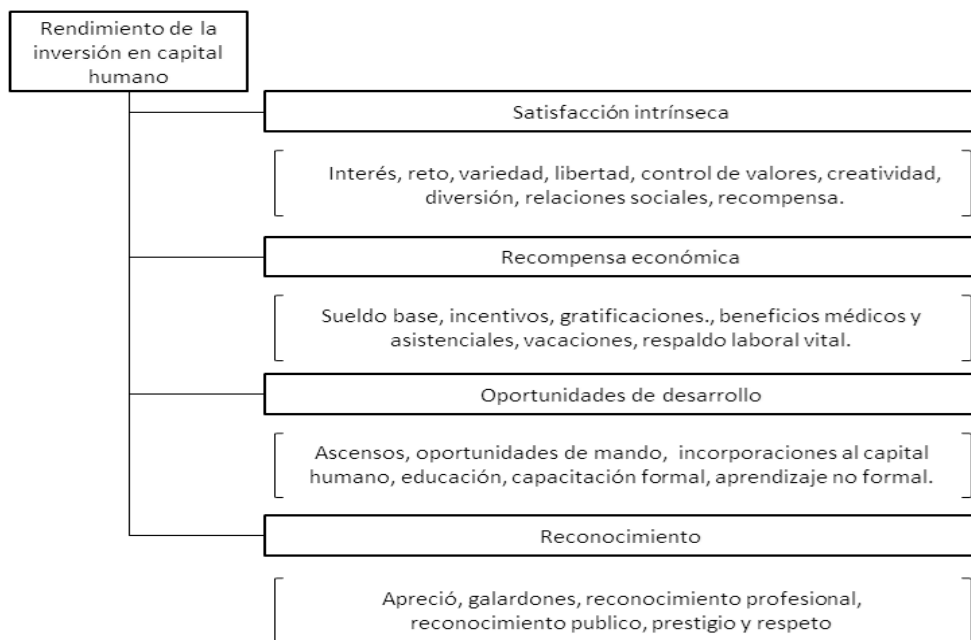 Rendimiento de la
inversión en capital
humano
Satisfacción intrínseca
Interés, reto, variedad, libertad, control de valores, creatividad,
diversión, relaciones sociales, recompensa.
Recompensa económica
Sueldo base, incentivos, gratificaciones., beneficios médicos y
asistenciales, vacaciones, respaldo laboral vital.
Oportunidades de desarrollo
Ascensos, oportunidades de mando, incorporaciones al capital
humano, educación, capacitación formal, aprendizaje no formal.
Reconocimiento
Apreció, galardones, reconocimiento profesional,
reconocimiento publico, prestigio y respeto